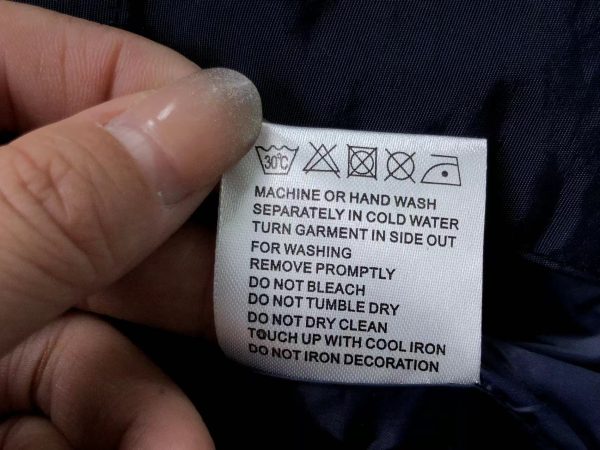 30°C
MACHINE OR HAND WASH
SEPARATELY IN COLD WATER
TURN GARMENT IN SIDE OUT
FOR WASHING
REMOVE PROMPTLY
DO NOT BLEACH
DO NOT TUMBLE DRY
DO NOT DRY CLEAN
TOUCH UP WITH COOL IRON
DO NOT IRON DECORATION